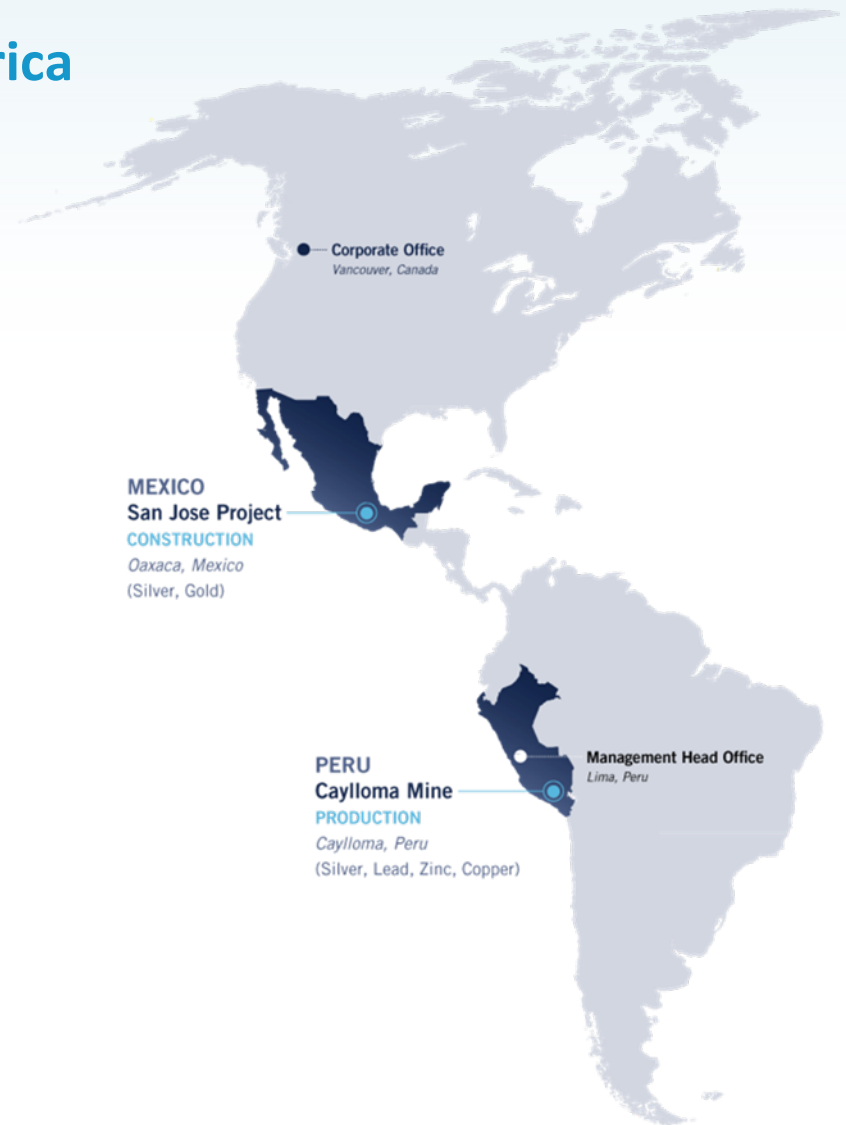 rica
Corporate Office
Vancouver, Canada
MEXICO
San Jose Project
CONSTRUCTION
Oaxaca, Mexico
(Silver, Gold)
PERU
Caylloma Mine
PRODUCTION
Caylloma, Peru
(Silver, Lead, Zinc, Copper)
Management Head Office
Lima, Peru